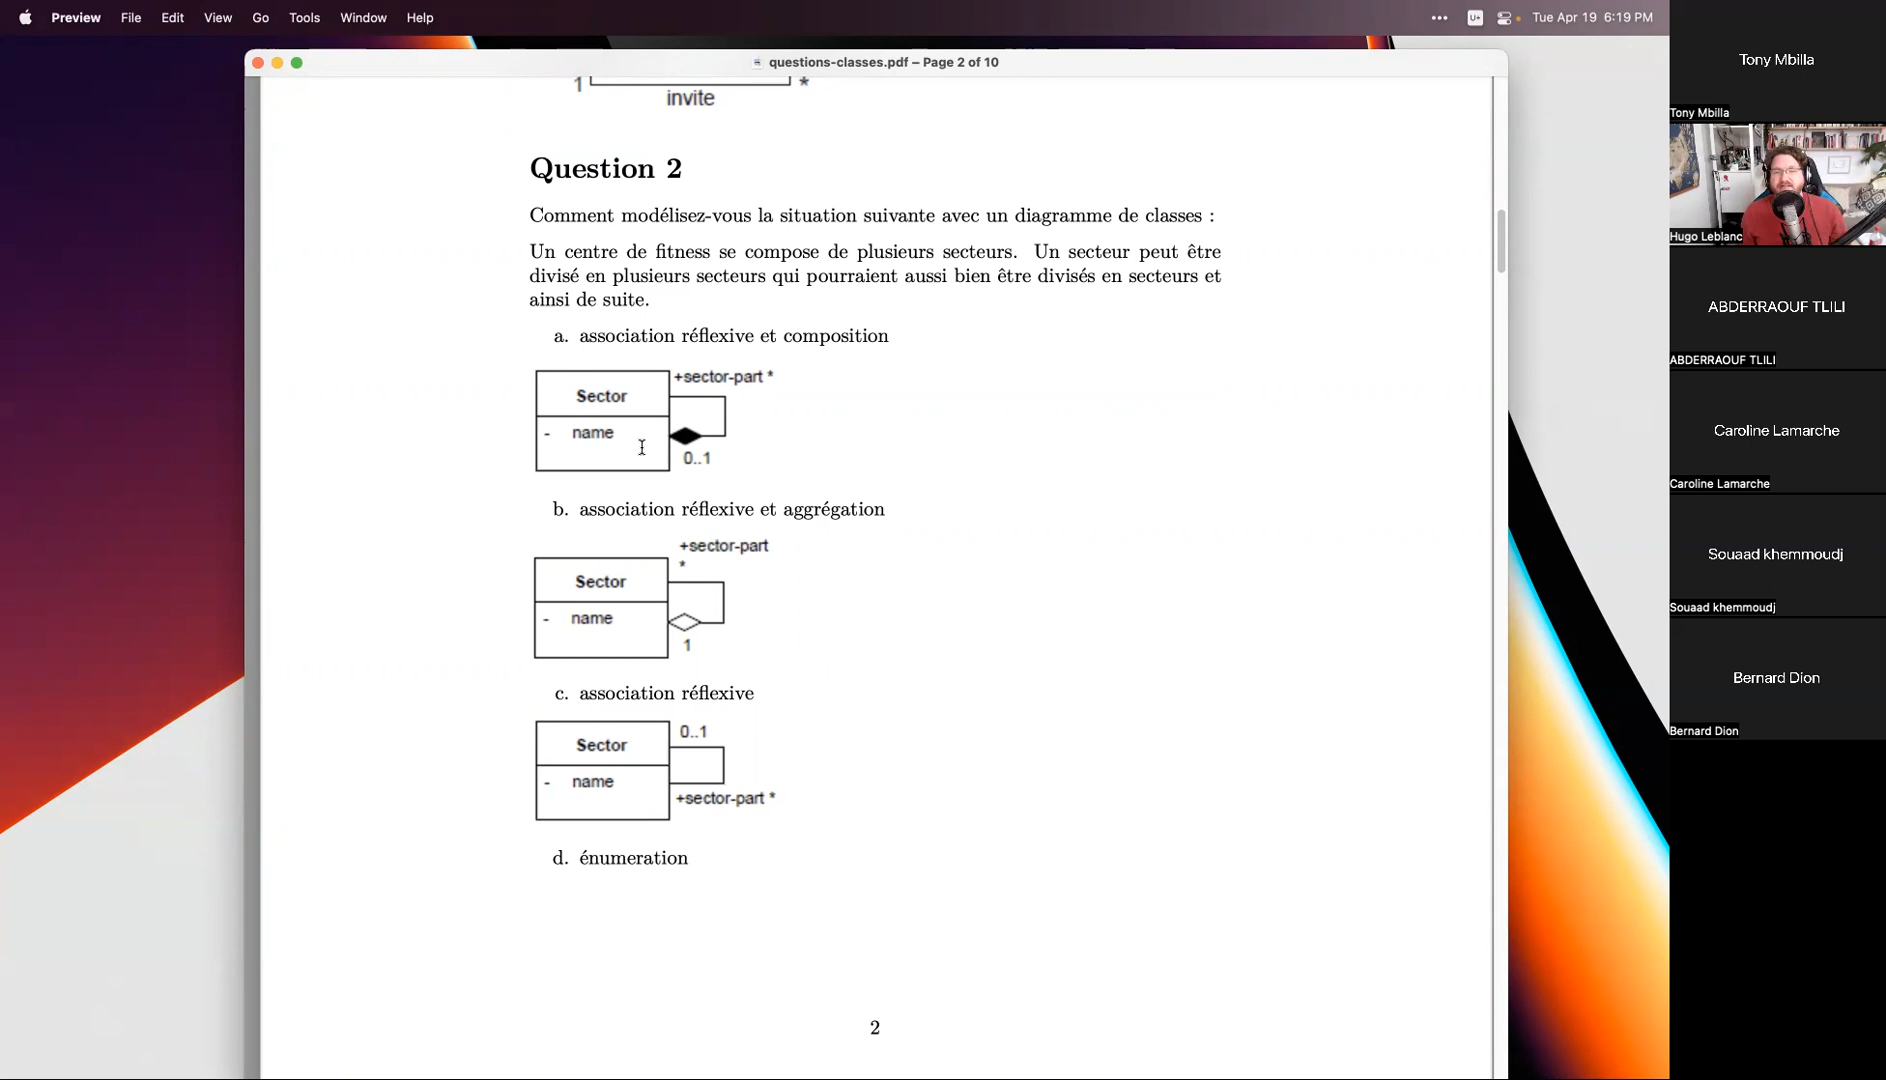 Preview File Edit View Go Tools Window Help
••• U+ Tue Apr 19 6:19 PM
questions-classes.pdf – Page 2 of 10
1 *
invite
Question 2
Comment modélisez-vous la situation suivante avec un diagramme de classes :
Un centre de fitness se compose de plusieurs secteurs. Un secteur peut être
divisé en plusieurs secteurs qui pourraient aussi bien être divisés en secteurs et
ainsi de suite.
a. association réflexive et composition
+sector-part *
Sector
- name
0..1
b. association réflexive et aggrégation
+sector-part
*
Sector
- name
1
c. association réflexive
0..1
Sector
- name
+sector-part *
d. énumeration
2
Tony Mbilla
Tony Mbilla
Hugo Leblanc
ABDERRAOUF TLILI
ABDERRAOUF TLILI
Caroline Lamarche
Caroline Lamarche
Souaad khemmoudj
Souaad khemmoudj
Bernard Dion
Bernard Dion